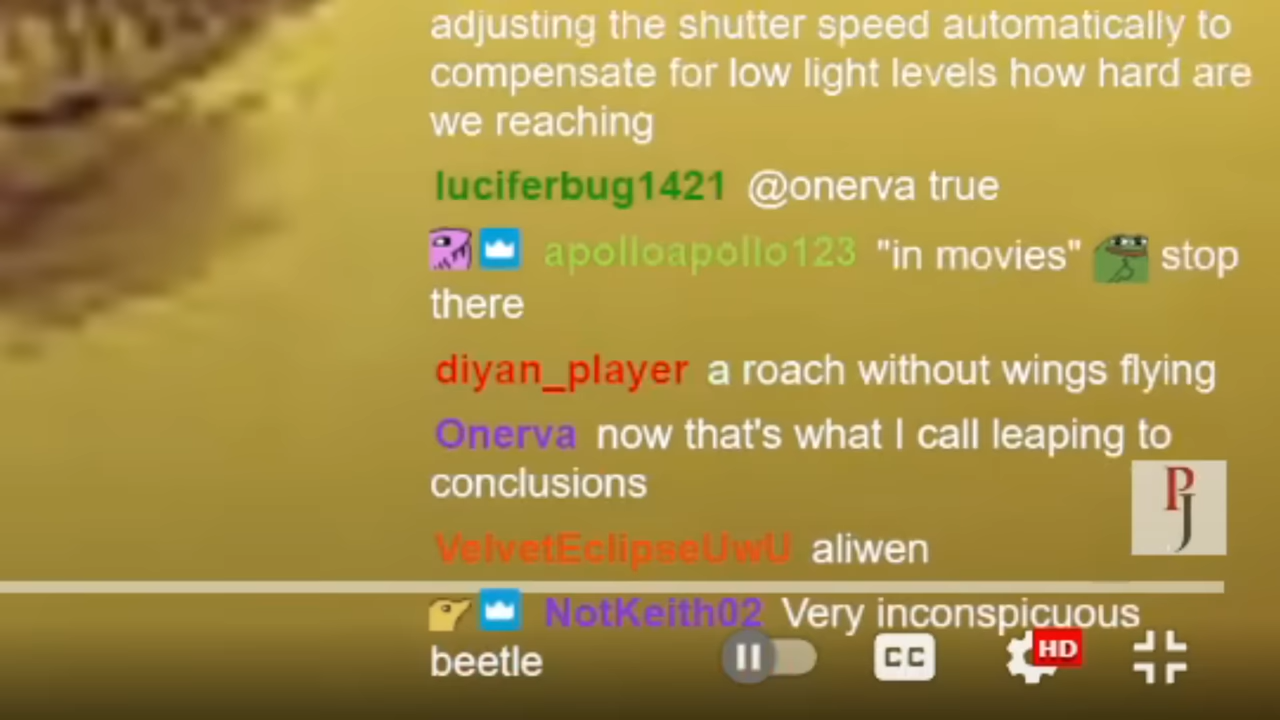 adjusting the shutter speed automatically to
compensate for low light levels how hard are
we reaching
luciferbug1421 @onerva true
apolloapollo123 "in movies" stop
there
diyan_player a roach without wings flying
Onerva now that's what I call leaping to
conclusions
PJ
VelvetEclipseUwU aliwen
NotKeith02 Very inconspicuous
beetle
CC
HD